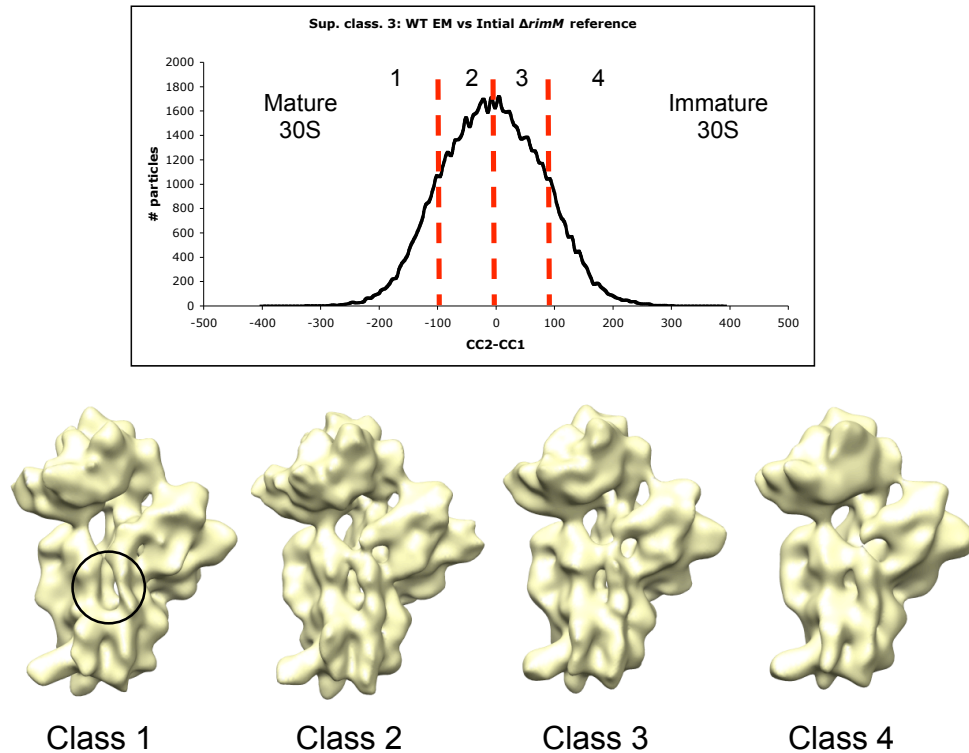 Sup. class. 3: WT EM vs Intial ΔrimM reference
1 2 3 4
Mature 30S
Immature 30S
# particles
2000
1800
1600
1400
1200
1000
800
600
400
200
0
-500 -400 -300 -200 -100 0 100 200 300 400 500
CC2-CC1
Class 1 Class 2 Class 3 Class 4